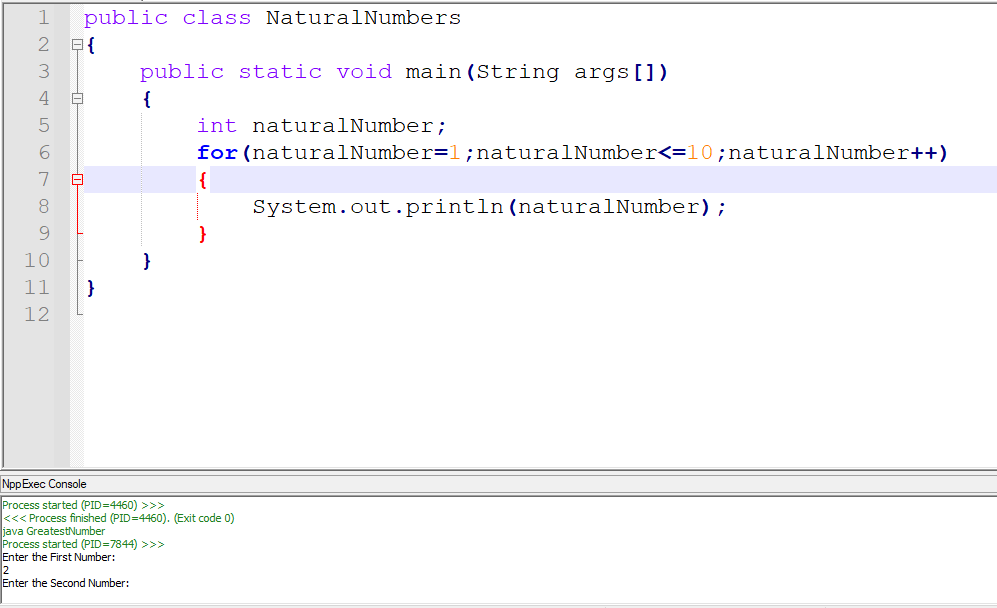 1 public class NaturalNumbers
2 {
3 public static void main(String args[])
4 {
5 int naturalNumber;
6 for(naturalNumber=1;naturalNumber<=10;naturalNumber++)
7 {
8 System.out.println(naturalNumber);
9 }
10 }
11 }
12
NppExec Console
Process started (PID=4460) >>>
<<< Process finished (PID=4460). (Exit code 0)
java GreatestNumber
Process started (PID=7844) >>>
Enter the First Number:
2
Enter the Second Number: